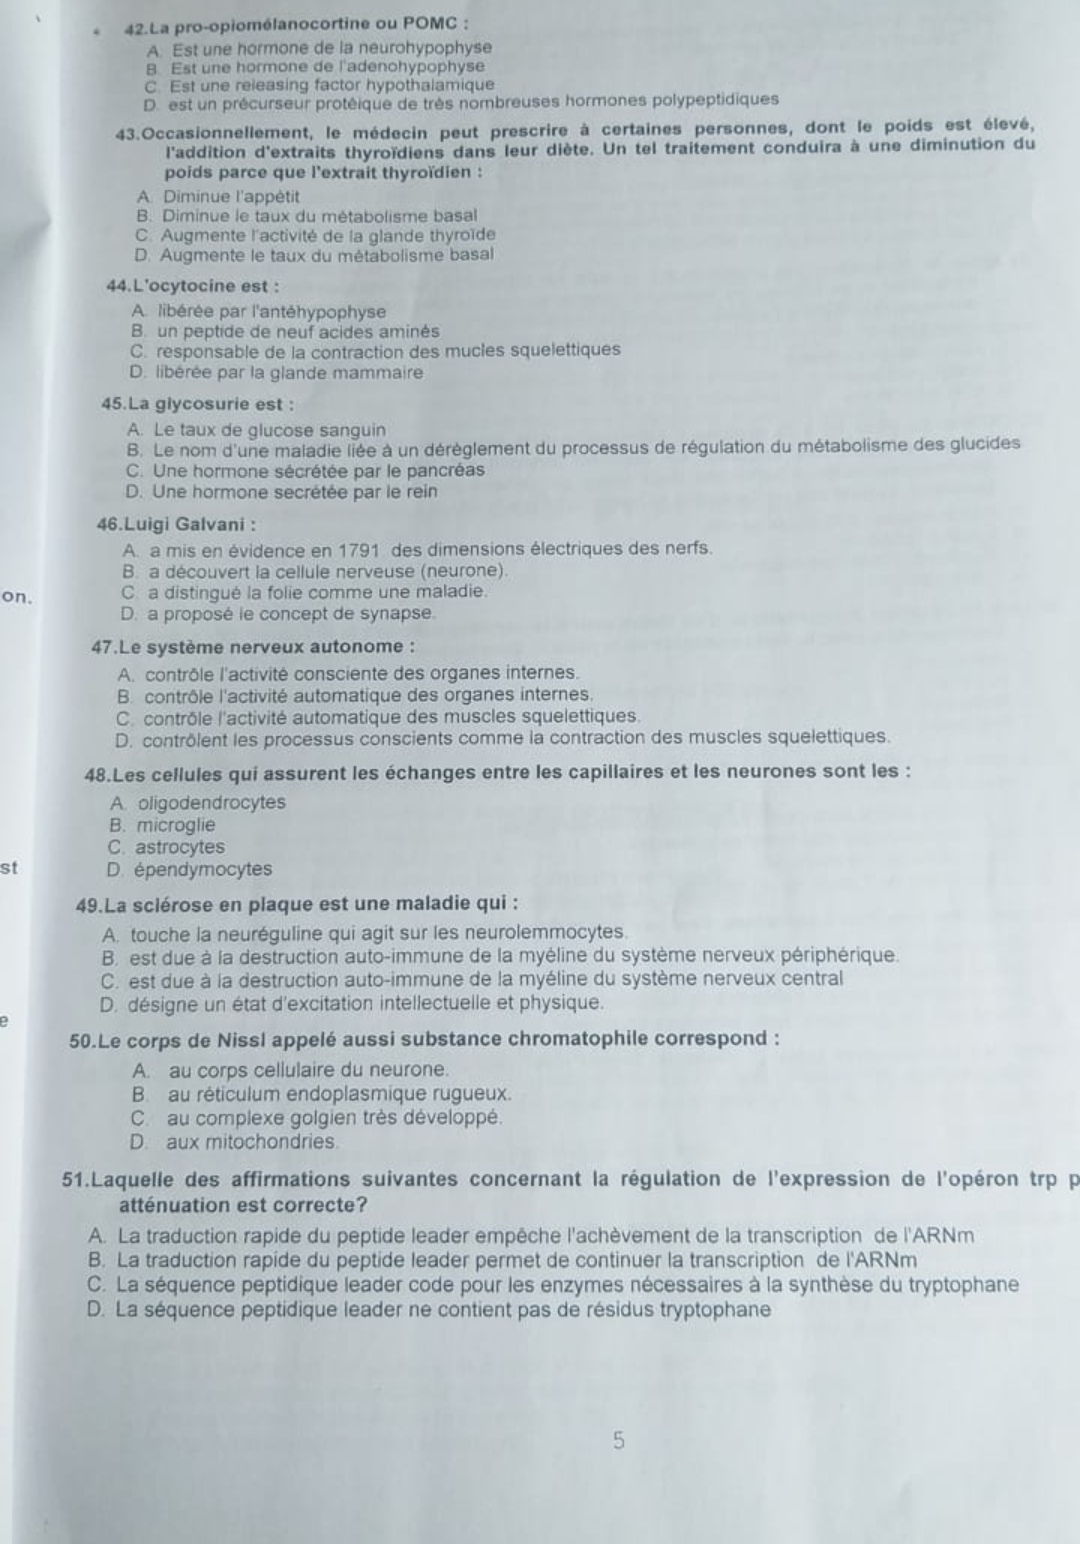 42.La pro-opiomélanocortine ou POMC :
A. Est une hormone de la neurohypophyse
B. Est une hormone de l'adenohypophyse
C. Est une releasing factor hypothalamique
D. est un précurseur protéique de très nombreuses hormones polypeptidiques
43.Occasionnellement, le médecin peut prescrire à certaines personnes, dont le poids est élevé,
l'addition d'extraits thyroïdiens dans leur diète. Un tel traitement conduira à une diminution du
poids parce que l'extrait thyroïdien :
A. Diminue l'appétit
B. Diminue le taux du métabolisme basal
C. Augmente l'activité de la glande thyroïde
D. Augmente le taux du métabolisme basal
44.L'ocytocine est :
A. libérée par l'antéhypophyse
B. un peptide de neuf acides aminés
C. responsable de la contraction des mucles squelettiques
D. libérée par la glande mammaire
45.La glycosurie est :
A. Le taux de glucose sanguin
B. Le nom d'une maladie liée à un dérèglement du processus de régulation du métabolisme des glucides
C. Une hormone sécrétée par le pancréas
D. Une hormone secrétée par le rein
46.Luigi Galvani :
A. a mis en évidence en 1791 des dimensions électriques des nerfs.
B. a découvert la cellule nerveuse (neurone).
on.
C. a distingué la folie comme une maladie.
D. a proposé le concept de synapse.
47.Le système nerveux autonome :
A. contrôle l'activité consciente des organes internes.
B. contrôle l'activité automatique des organes internes.
C. contrôle l'activité automatique des muscles squelettiques.
D. contrôlent les processus conscients comme la contraction des muscles squelettiques.
48.Les cellules qui assurent les échanges entre les capillaires et les neurones sont les :
A. oligodendrocytes
B. microglie
C. astrocytes
st
D. épendymocytes
49.La sclérose en plaque est une maladie qui :
A. touche la neuréguline qui agit sur les neurolemmocytes.
B. est due à la destruction auto-immune de la myéline du système nerveux périphérique.
C. est due à la destruction auto-immune de la myéline du système nerveux central
D. désigne un état d'excitation intellectuelle et physique.
e
50.Le corps de Nissl appelé aussi substance chromatophile correspond :
A. au corps cellulaire du neurone.
B. au réticulum endoplasmique rugueux.
C. au complexe golgien très développé.
D. aux mitochondries.
51.Laquelle des affirmations suivantes concernant la régulation de l'expression de l'opéron trp p
atténuation est correcte?
A. La traduction rapide du peptide leader empêche l'achèvement de la transcription de l'ARNm
B. La traduction rapide du peptide leader permet de continuer la transcription de l'ARNm
C. La séquence peptidique leader code pour les enzymes nécessaires à la synthèse du tryptophane
D. La séquence peptidique leader ne contient pas de résidus tryptophane
5